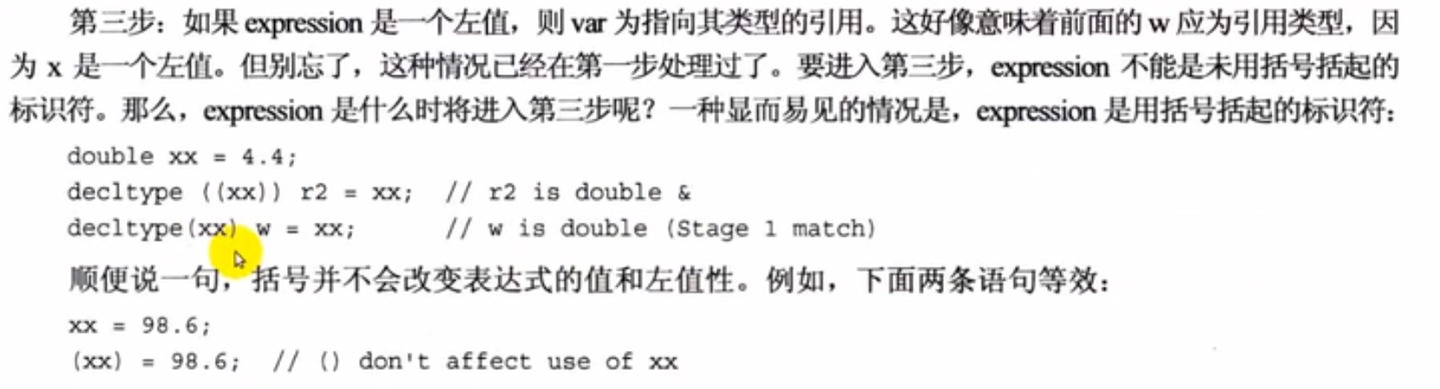 第三步：如果 expression 是一个左值，则 var 为指向其类型的引用。这好像意味着前面的 w 应为引用类型，因
为 x 是一个左值。但别忘了，这种情况已经在第一步处理过了。要进入第三步，expression 不能是未用括号括起的
标识符。那么，expression 是什么时将进入第三步呢？一种显而易见的情况是，expression 是用括号括起的标识符：
double xx = 4.4;
decltype ((xx)) r2 = xx;  // r2 is double &
decltype(xx) w = xx;      // w is double (Stage 1 match)
顺便说一句，括号并不会改变表达式的值和左值性。例如，下面两条语句等效：
xx = 98.6;
(xx) = 98.6;  // () don't affect use of xx